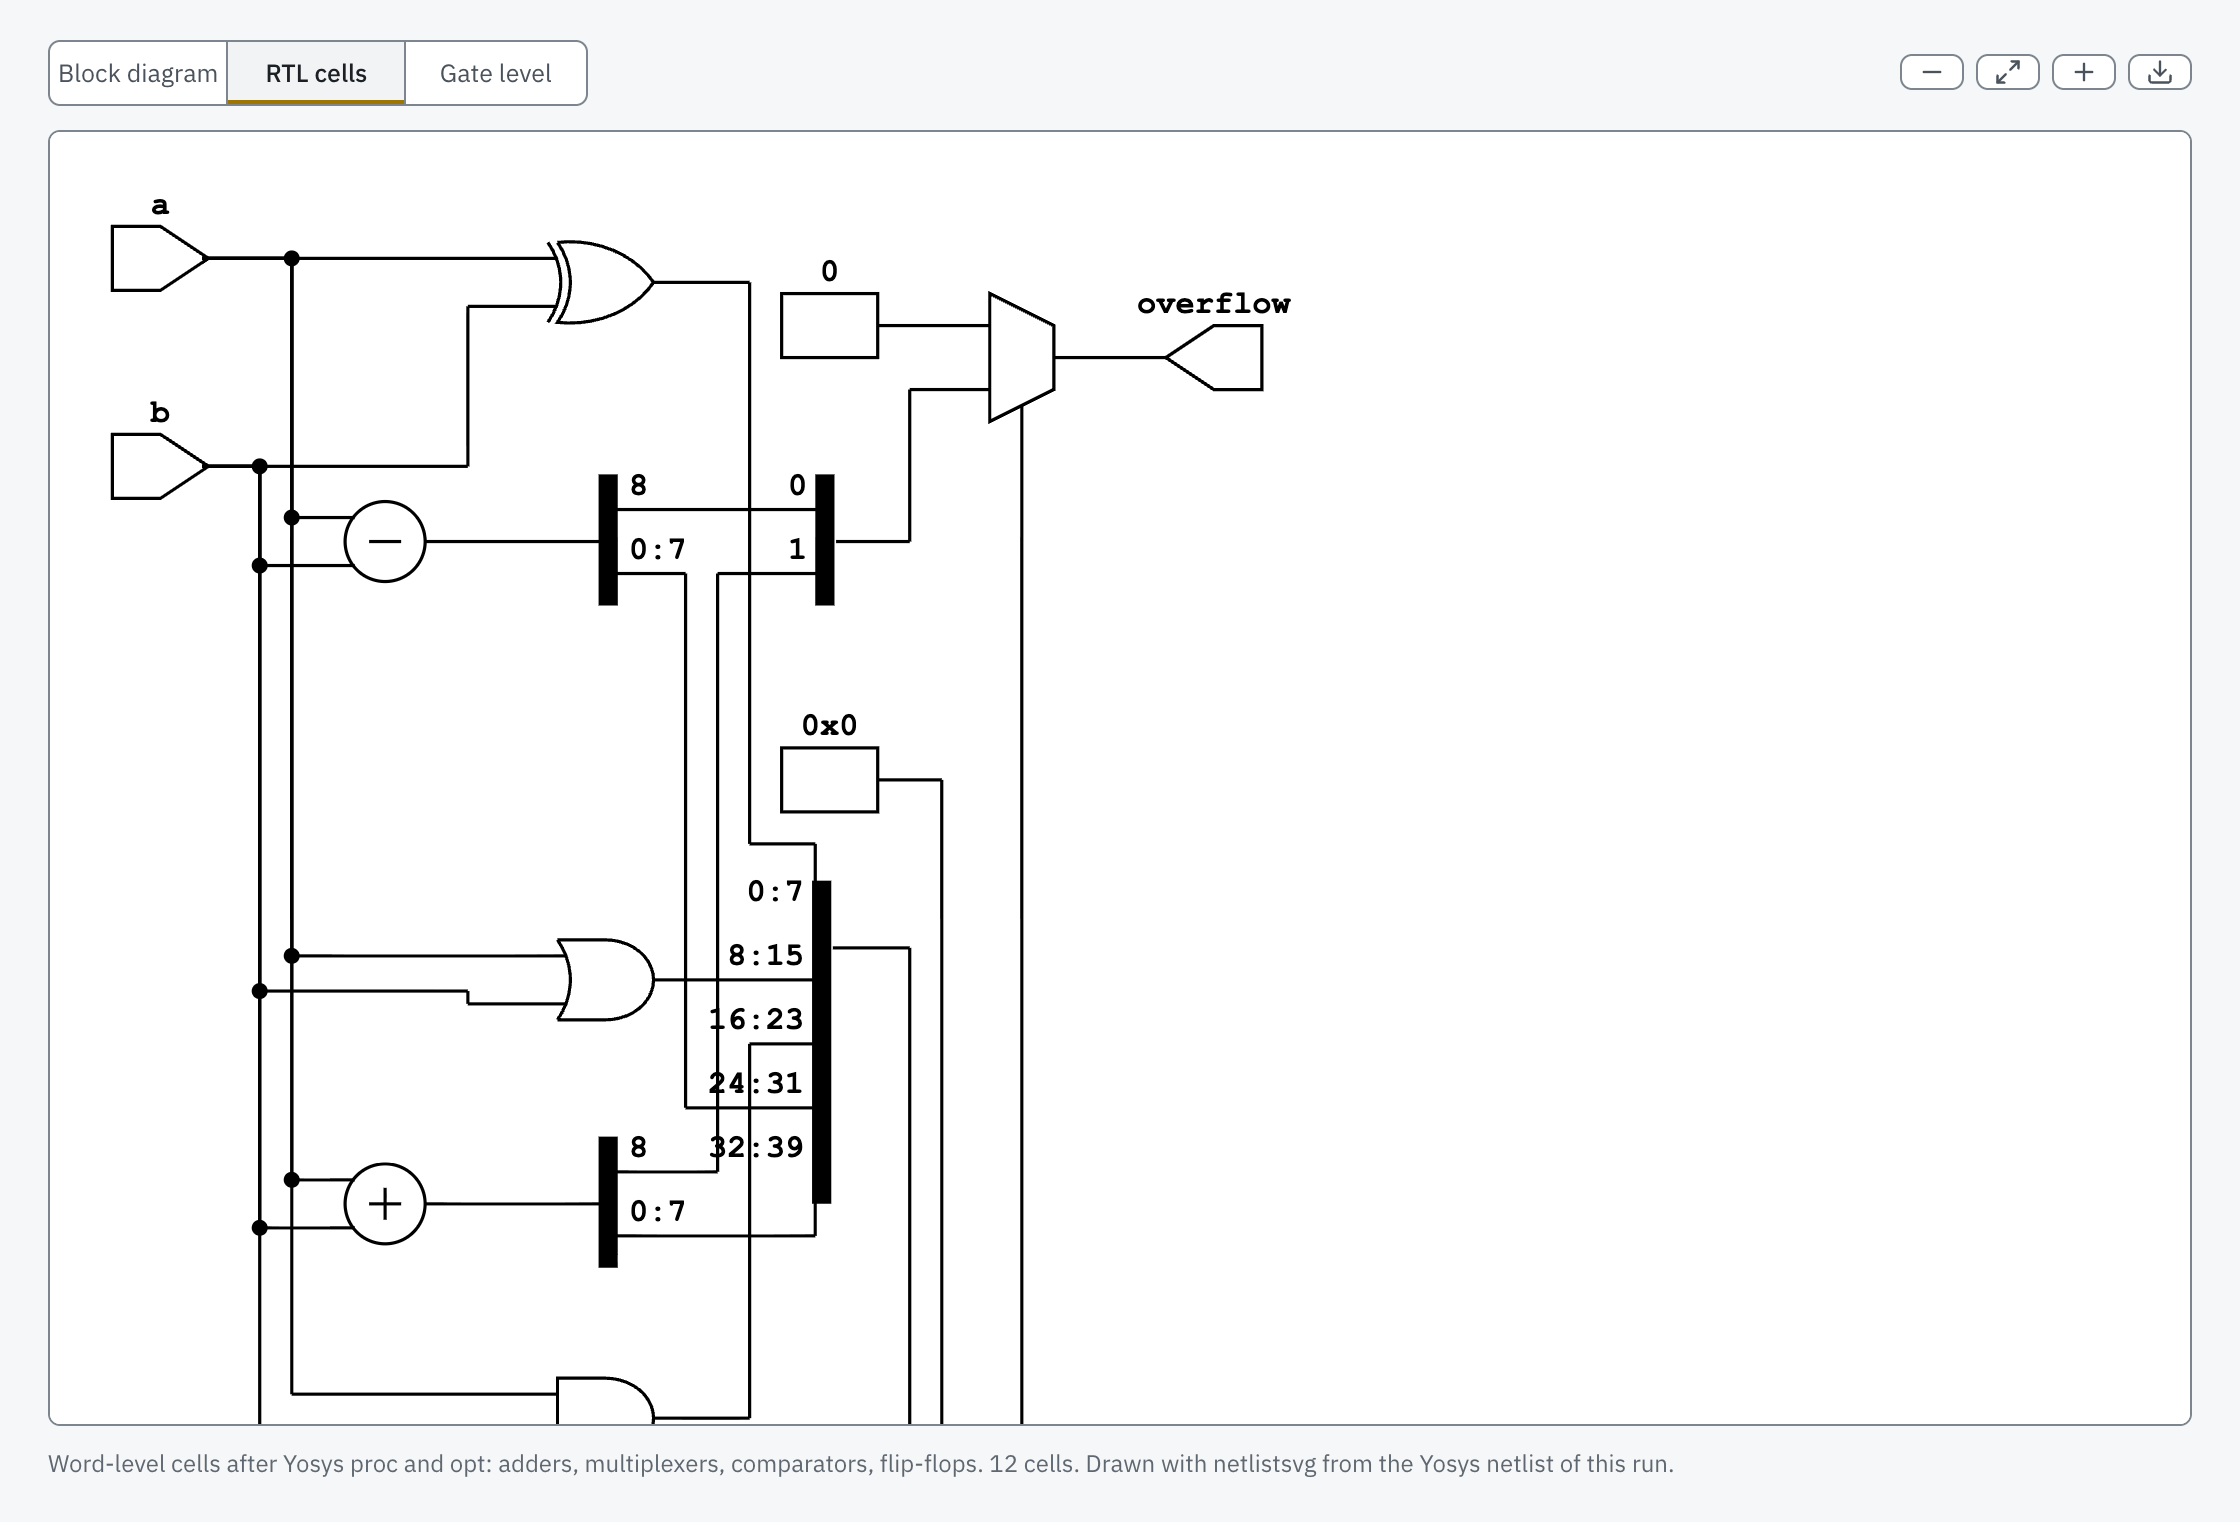 Block diagram
RTL cells
Gate level
a
0
overflow
b
8
0
0:7
1
0x0
0:7
8:15
16:23
24:31
8
32:39
0:7
Word-level cells after Yosys proc and opt: adders, multiplexers, comparators, flip-flops. 12 cells. Drawn with netlistsvg from the Yosys netlist of this run.